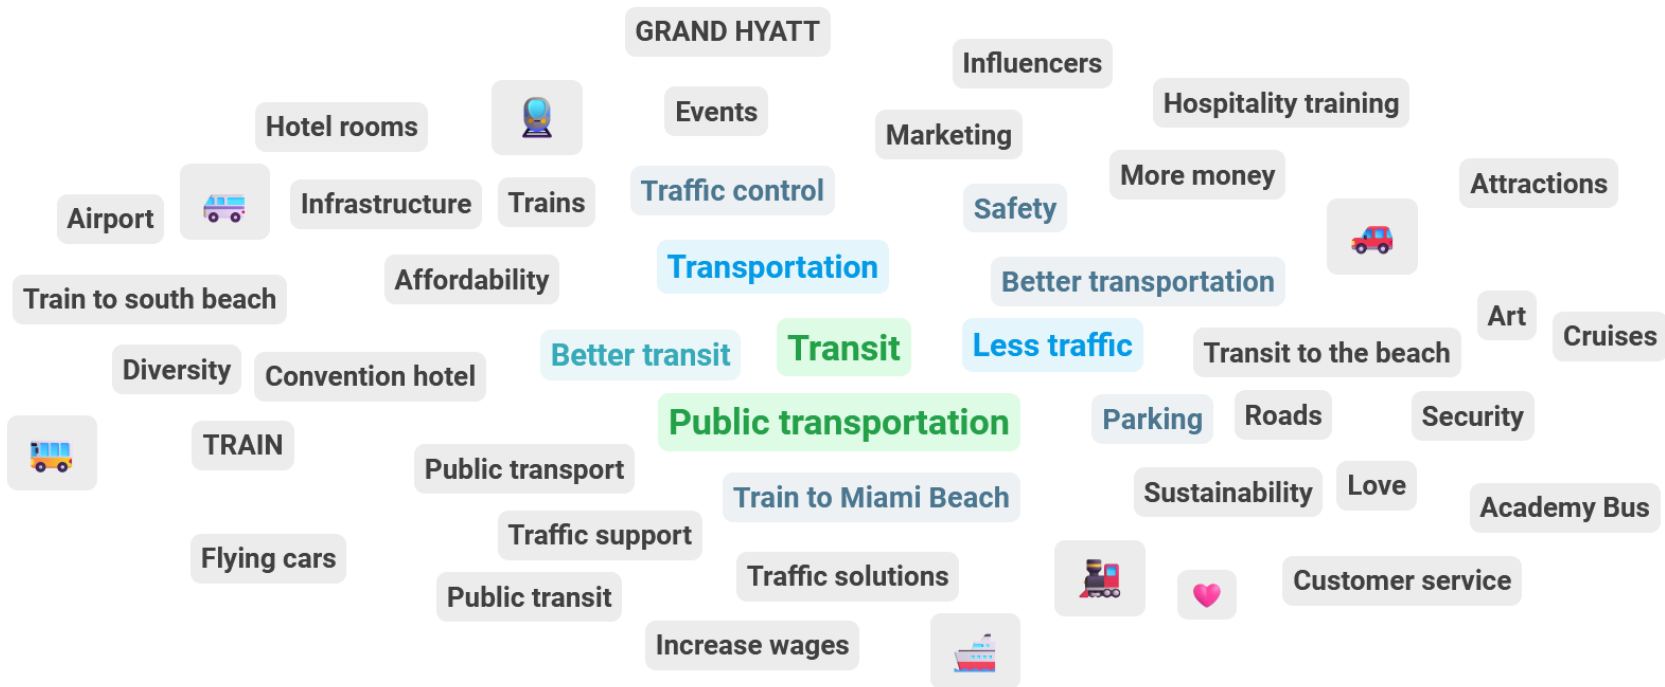 GRAND HYATT
Influencers
Hospitality training
Events
Hotel rooms
Marketing
More money
Attractions
Traffic control
Infrastructure
Trains
Safety
Airport
Transportation
Better transportation
Affordability
Train to south beach
Art
Cruises
Better transit
Transit
Less traffic
Transit to the beach
Diversity
Convention hotel
Public transportation
Parking
Roads
Security
TRAIN
Public transport
Train to Miami Beach
Sustainability
Love
Academy Bus
Traffic support
Flying cars
Traffic solutions
Customer service
Public transit
Increase wages